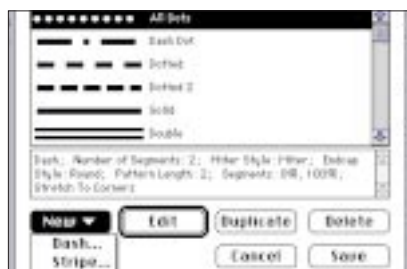 All Dots
Dash Dot
Dotted
Dotted 2
Solid
Double
Dash; Number of Segments: 2; Miter Style: Miter; Endcap
Style: Round; Pattern Length: 2; Segments: 0%, 100%;
Stretch To Corners
New Edit Duplicate Delete
Dash...
Stripe...
Cancel Save